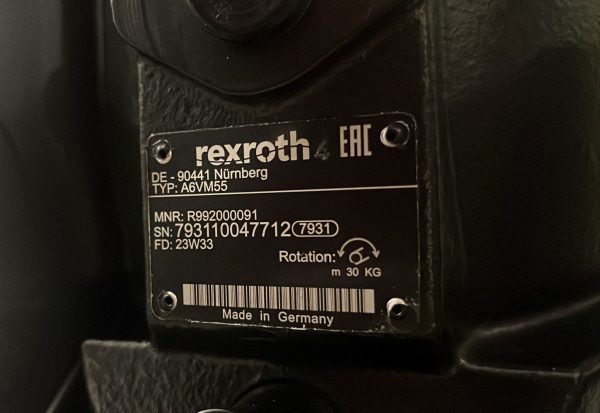 rexroth 4 EAC
DE - 90441 Nürnberg
TYP: A6VM55
MNR: R992000091
SN: 793110047712 7931
FD: 23W33
Rotation:
m 30 KG
Made in Germany